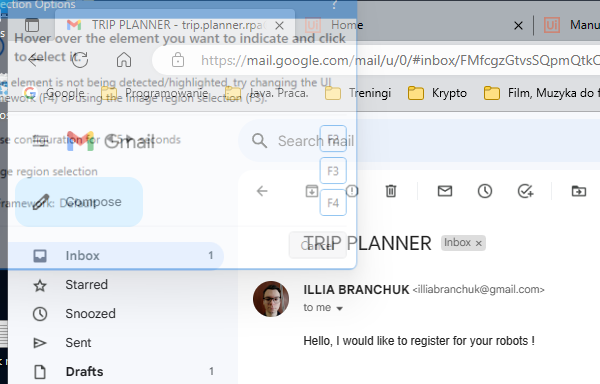 ection Options ?
TRIP PLANNER - trip.planner.rpa
Home
Manu
Hover over the element you want to indicate and click
to select it.
https://mail.google.com/mail/u/0/#inbox/FMfcgzGtvsSQpmQtkC
e element is not being detected/highlighted, try changing the UI
mework (F4) or using the image region selection (F3).
Google
Programowanie
Java. Praca.
Treningi
Krypto
Film, Muzyka do f
se configuration for
seconds
F2
Gmail
Search mail
ge region selection
F3
ramework: Default
F4
Compose
Cancel
TRIP PLANNER
Inbox ×
Inbox 1
Starred
ILLIA BRANCHUK <illiabranchuk@gmail.com>
to me
Snoozed
Sent
Hello, I would like to register for your robots !
Drafts 1